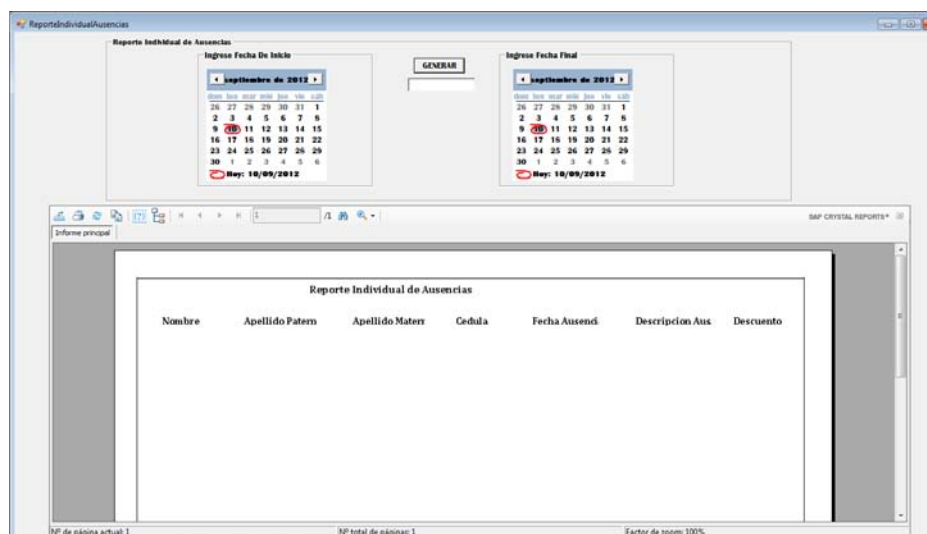 ReporteIndividualAusencias
Reporte Individual de Ausencias
Ingrese Fecha De Inicio
GENERAR
Ingrese Fecha Final
septiembre de 2012
dom lun mar mié jue vie sáb
26 27 28 29 30 31 1
2 3 4 5 6 7 8
9 10 11 12 13 14 15
16 17 18 19 20 21 22
23 24 25 26 27 28 29
30 1 2 3 4 5 6
Hoy: 10/09/2012
septiembre de 2012
dom lun mar mié jue vie sáb
26 27 28 29 30 31 1
2 3 4 5 6 7 8
9 10 11 12 13 14 15
16 17 18 19 20 21 22
23 24 25 26 27 28 29
30 1 2 3 4 5 6
Hoy: 10/09/2012
1 /1
SAP CRYSTAL REPORTS®
Informe principal
Reporte Individual de Ausencias
Nombre Apellido Patern Apellido Matern Cedula Fecha Ausenci Descripcion Aus Descuento
Nº de página actual: 1 Nº total de páginas: 1 Factor de zoom: 100%